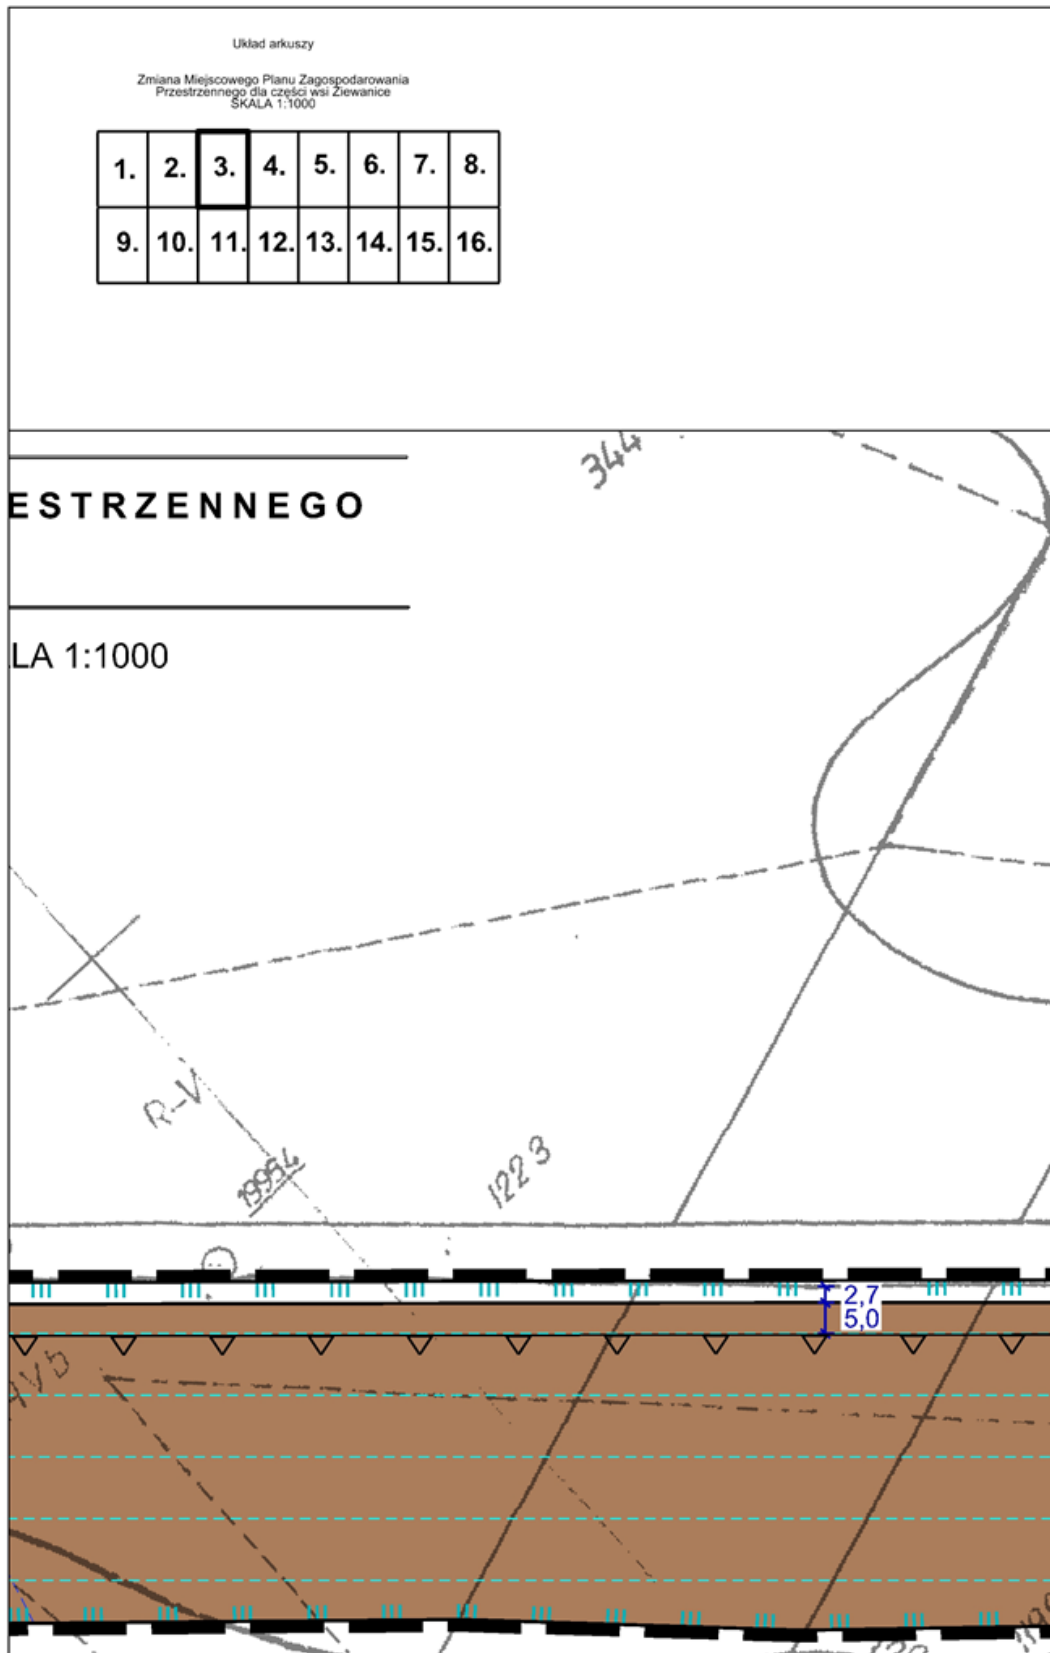 Układ arkuszy
Zmiana Miejscowego Planu Zagospodarowania
Przestrzennego dla części wsi Ziewanice
SKALA 1:1000
1. 2. 3. 4. 5. 6. 7. 8.
9. 10. 11. 12. 13. 14. 15. 16.
344
ESTRZENNEGO
LA 1:1000
R-V
1223
2,7
5,0